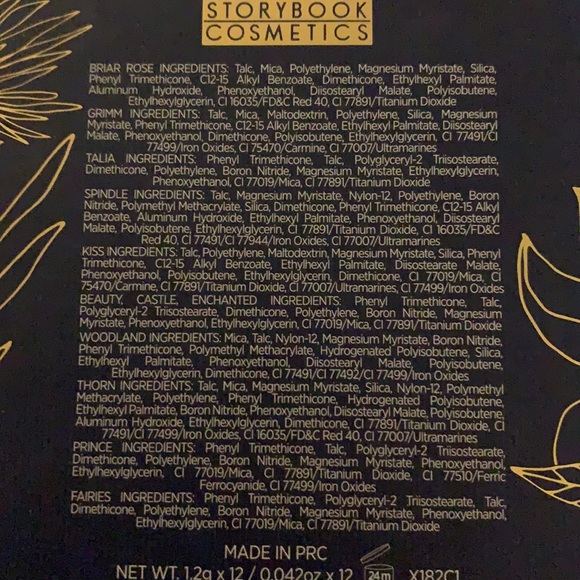 STORYBOOK
COSMETICS
BRIAR ROSE INGREDIENTS: Talc, Mica, Polyethylene, Magnesium Myristate, Silica,
Phenyl Trimethicone, C12-15 Alkyl Benzoate, Dimethicone, Ethylhexyl Palmitate,
Aluminum Hydroxide, Phenoxyethanol, Diisostearyl Malate, Polyisobutene,
Ethylhexylglycerin, CI 16035/FD&C Red 40, CI 77891/Titanium Dioxide
GRIMM INGREDIENTS: Talc, Mica, Maltodextrin, Polyethylene, Silica, Magnesium
Myristate, Phenyl Trimethicone, C12-15 Alkyl Benzoate, Ethylhexyl Palmitate, Diisostearyl
Malate, Phenoxyethanol, Dimethicone, Polyisobutene, Ethylhexylglycerin, CI 77491/CI
77499/Iron Oxides, CI 75470/Carmine, CI 77007/Ultramarines
TALIA INGREDIENTS: Phenyl Trimethicone, Talc, Polyglyceryl-2 Triisostearate,
Dimethicone, Polyethylene, Boron Nitride, Magnesium Myristate, Ethylhexylglycerin,
Phenoxyethanol, CI 77019/Mica, CI 77891/Titanium Dioxide
SPINDLE INGREDIENTS: Talc, Magnesium Myristate, Nylon-12, Polyethylene, Boron
Nitride, Polymethyl Methacrylate, Silica, Dimethicone, Phenyl Trimethicone, C12-15 Alkyl
Benzoate, Aluminum Hydroxide, Ethylhexyl Palmitate, Phenoxyethanol, Diisostearyl
Malate, Polyisobutene, Ethylhexylglycerin, CI 77891/Titanium Dioxide, CI 16035/FD&C
Red 40, CI 77491/CI 77944/Iron Oxides, CI 77007/Ultramarines
KISS INGREDIENTS: Talc, Polyethylene, Maltodextrin, Magnesium Myristate, Silica, Phenyl
Trimethicone, C12-15 Alkyl Benzoate, Ethylhexyl Palmitate, Diisostearate Malate,
Phenoxyethanol, Polyisobutene, Ethylhexylglycerin, Dimethicone, CI 77019/Mica, CI
75470/Carmine, CI 77891/Titanium Dioxide, CI 77007/Ultramarines, CI 77499/Iron Oxides
BEAUTY, CASTLE, ENCHANTED INGREDIENTS: Phenyl Trimethicone, Talc,
Polyglyceryl-2 Triisostearate, Dimethicone, Polyethylene, Boron Nitride, Magnesium
Myristate, Phenoxyethanol, Ethylhexylglycerin, CI 77019/Mica, CI 77891/Titanium Dioxide
WOODLAND INGREDIENTS: Mica, Talc, Nylon-12, Magnesium Myristate, Boron Nitride,
Phenyl Trimethicone, Polymethyl Methacrylate, Hydrogenated Polyisobutene, Silica,
Ethylhexyl Palmitate, Phenoxyethanol, Diisostearyl Malate, Polyisobutene,
Ethylhexylglycerin, Dimethicone, CI 77491/CI 77492/CI 77499/Iron Oxides
THORN INGREDIENTS: Talc, Mica, Magnesium Myristate, Silica, Nylon-12, Polymethyl
Methacrylate, Polyethylene, Phenyl Trimethicone, Hydrogenated Polyisobutene,
Ethylhexyl Palmitate, Boron Nitride, Phenoxyethanol, Diisostearyl Malate, Polyisobutene,
Aluminum Hydroxide, Ethylhexylglycerin, Dimethicone, CI 77891/Titanium Dioxide, CI
77491/CI 77499/Iron Oxides, CI 16035/FD&C Red 40, CI 77007/Ultramarines
PRINCE INGREDIENTS: Phenyl Trimethicone, Talc, Polyglyceryl-2 Triisostearate,
Dimethicone, Polyethylene, Boron Nitride, Magnesium Myristate, Phenoxyethanol,
Ethylhexylglycerin, CI 77019/Mica, CI 77891/Titanium Dioxide, CI 77510/Ferric
Ferrocyanide, CI 77499/Iron Oxides
FAIRIES INGREDIENTS: Phenyl Trimethicone, Polyglyceryl-2 Triisostearate, Talc,
Dimethicone, Polyethylene, Boron Nitride, Magnesium Myristate, Phenoxyethanol,
Ethylhexylglycerin, CI 77019/Mica, CI 77891/Titanium Dioxide
MADE IN PRC
NET WT. 1.2g x 12 / 0.042oz x 12 24m X182C1